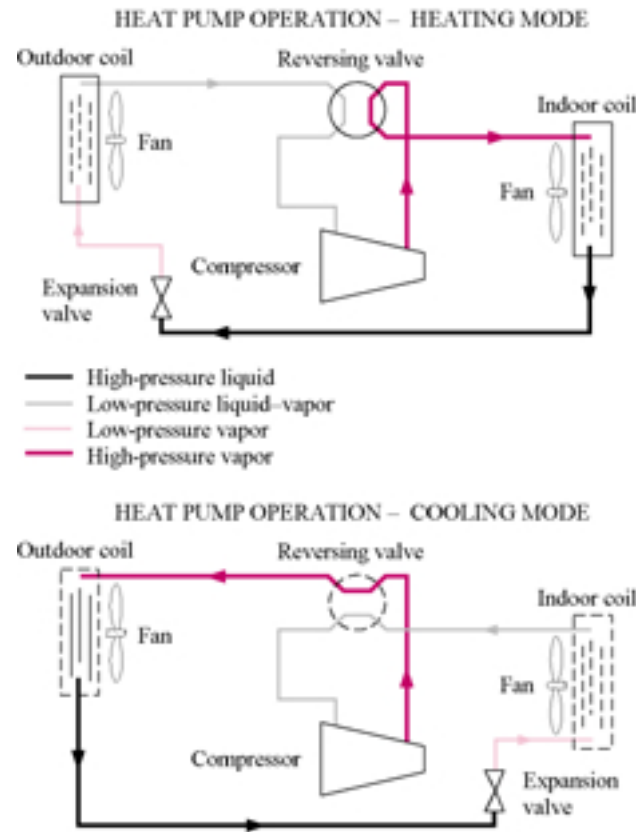 HEAT PUMP OPERATION – HEATING MODE
Outdoor coil
Reversing valve
Indoor coil
Fan
Fan
Compressor
Expansion
valve
High-pressure liquid
Low-pressure liquid–vapor
Low-pressure vapor
High-pressure vapor
HEAT PUMP OPERATION – COOLING MODE
Outdoor coil
Reversing valve
Indoor coil
Fan
Fan
Compressor
Expansion
valve